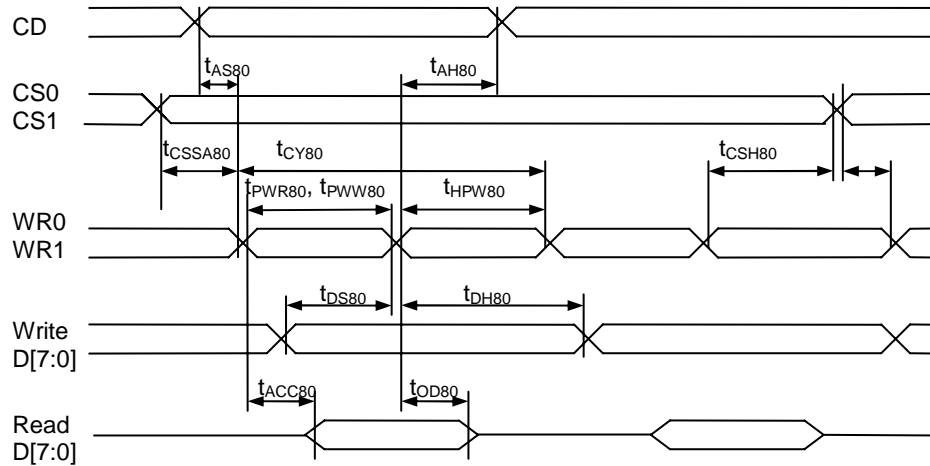 CD
tAS80 tAH80
CS0
CS1
tCSSA80 tCY80 tCSH80
tPWR80, tPWW80 tHPW80
WR0
WR1
tDS80 tDH80
Write
D[7:0]
tACC80 tOD80
Read
D[7:0]